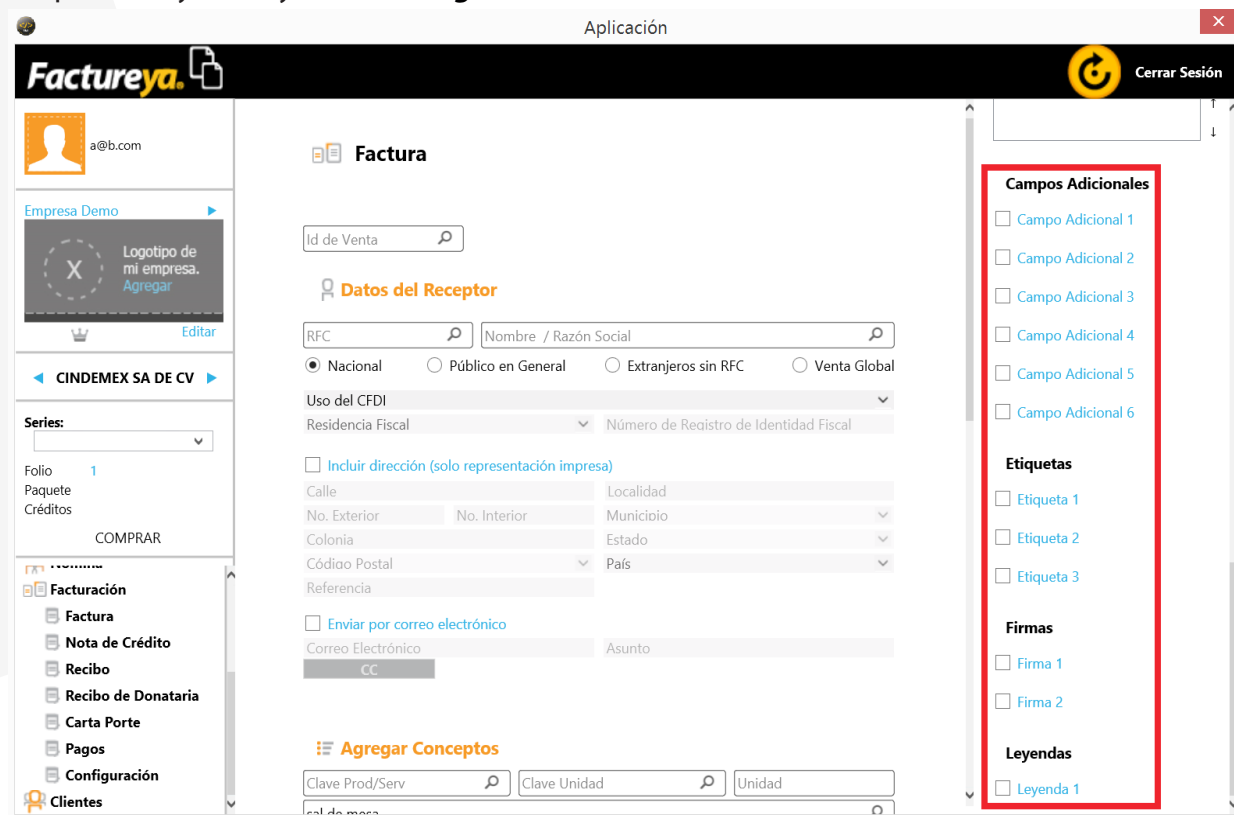 Aplicación
Factureya.
Cerrar Sesión
a@b.com
Empresa Demo
X
Logotipo de
mi empresa.
Agregar
Editar
CINDEMEX SA DE CV
Series:
Folio 1
Paquete
Créditos
COMPRAR
Nómina
Facturación
Factura
Nota de Crédito
Recibo
Recibo de Donataria
Carta Porte
Pagos
Configuración
Clientes
Factura
Id de Venta
Datos del Receptor
RFC Nombre / Razón Social
Nacional Público en General Extranjeros sin RFC Venta Global
Uso del CFDI
Residencia Fiscal Número de Registro de Identidad Fiscal
Incluir dirección (solo representación impresa)
Calle Localidad
No. Exterior No. Interior Municipio
Colonia Estado
Código Postal País
Referencia
Enviar por correo electrónico
Correo Electrónico Asunto
CC
Agregar Conceptos
Clave Prod/Serv Clave Unidad Unidad
sal de mesa
Campos Adicionales
Campo Adicional 1
Campo Adicional 2
Campo Adicional 3
Campo Adicional 4
Campo Adicional 5
Campo Adicional 6
Etiquetas
Etiqueta 1
Etiqueta 2
Etiqueta 3
Firmas
Firma 1
Firma 2
Leyendas
Leyenda 1